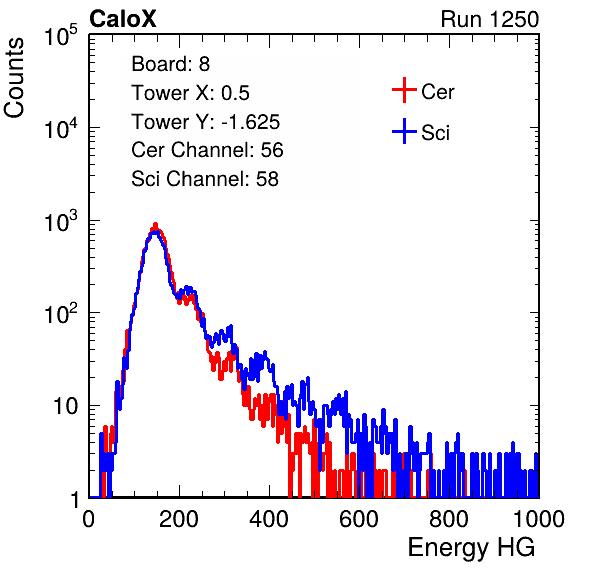 CaloX Run 1250
Board: 8
Tower X: 0.5
Tower Y: -1.625
Cer Channel: 56
Sci Channel: 58
Cer
Sci
Counts
10^5
10^4
10^3
10^2
10
1
0 200 400 600 800 1000
Energy HG